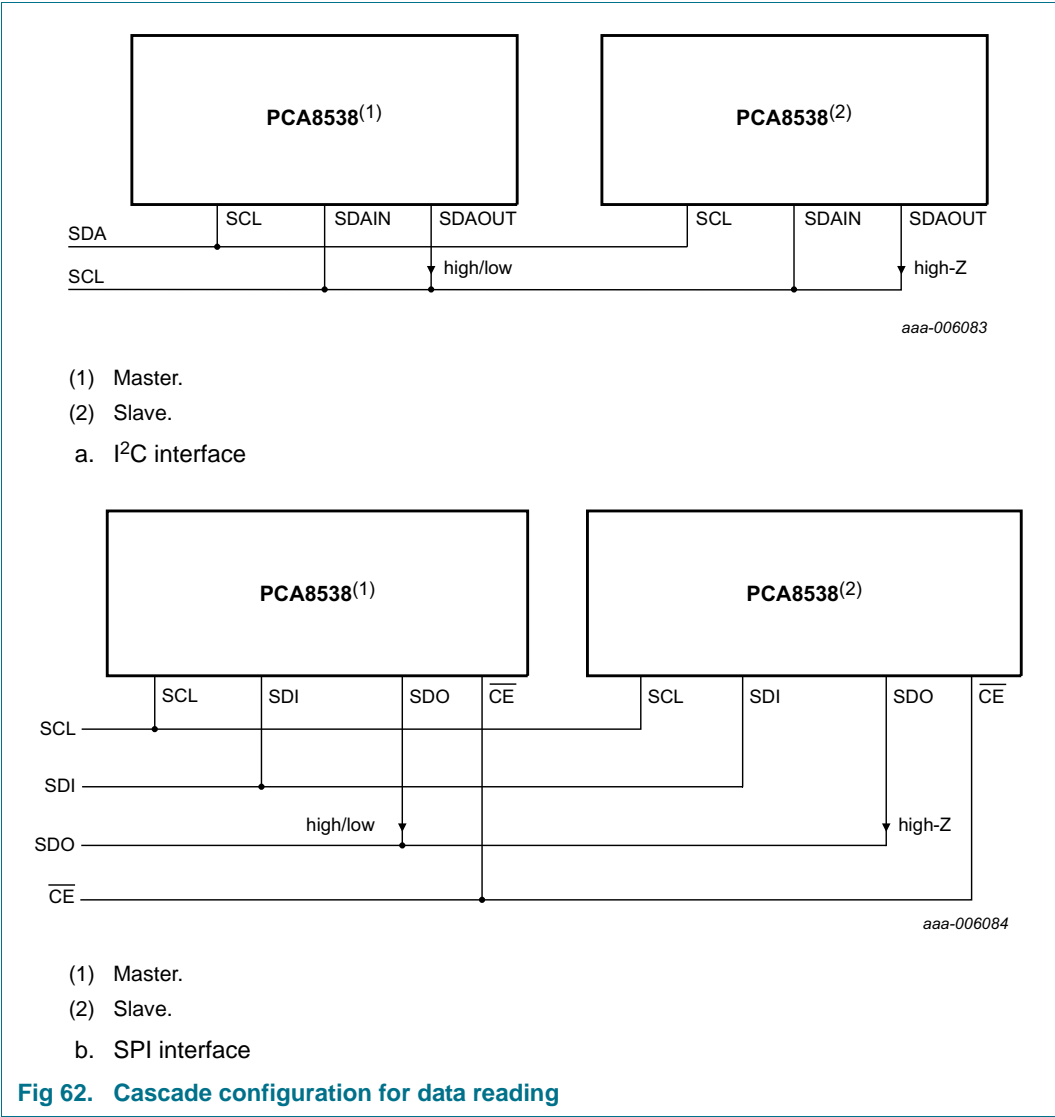 PCA8538(1) PCA8538(2)
SCL SDAIN SDAOUT SCL SDAIN SDAOUT
SDA
high/low high-Z
SCL
aaa-006083
(1) Master.
(2) Slave.
a. I2C interface
PCA8538(1) PCA8538(2)
SCL SDI SDO CE SCL SDI SDO CE
SCL
SDI
high/low high-Z
SDO
CE
aaa-006084
(1) Master.
(2) Slave.
b. SPI interface
Fig 62. Cascade configuration for data reading